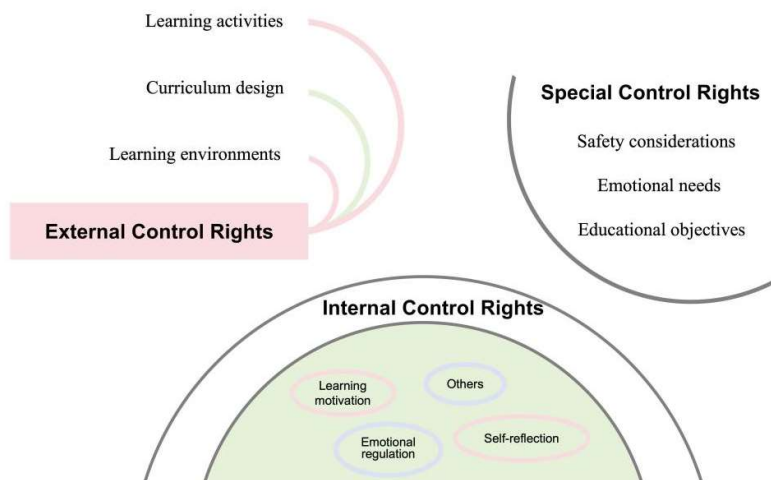 Learning activities
Curriculum design
Learning environments
External Control Rights
Special Control Rights
Safety considerations
Emotional needs
Educational objectives
Internal Control Rights
Learning
motivation
Others
Emotional
regulation
Self-reflection